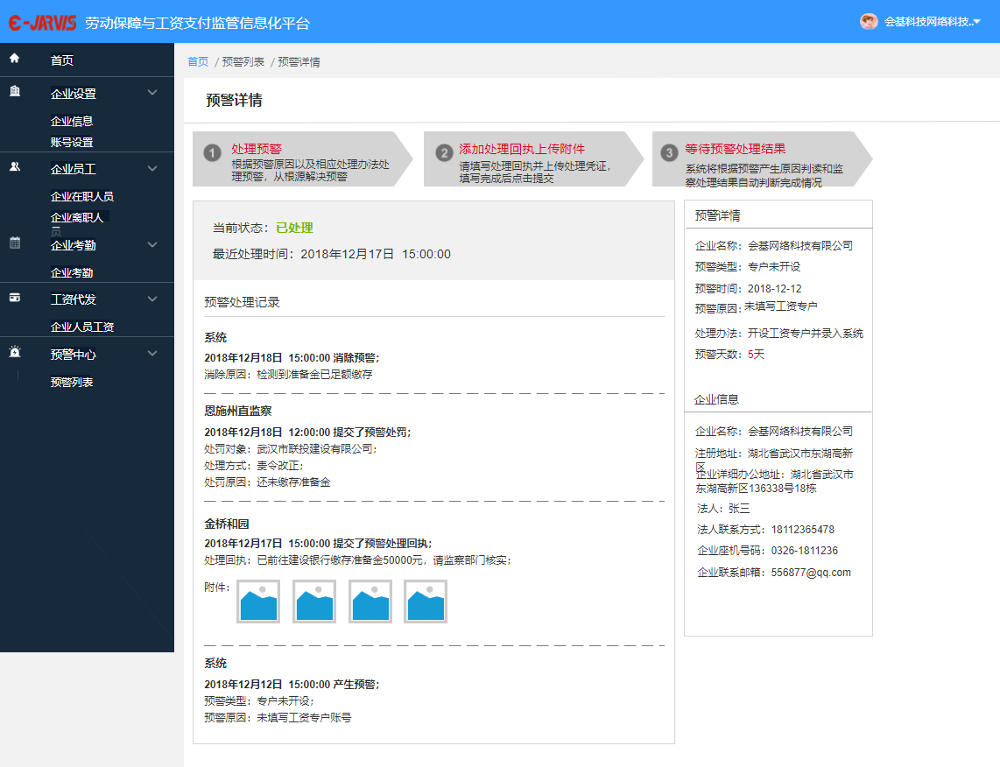 E-JARVIS 劳动保障与工资支付监管信息化平台
会基科技网络科技..
首页
企业设置
企业信息
账号设置
企业员工
企业在职人员
企业离职人
员
企业考勤
企业考勤
工资代发
企业人员工资
预警中心
预警列表
首页 / 预警列表 / 预警详情
预警详情
1 处理预警
根据预警原因以及相应处理办法处
理预警，从根源解决预警
2 添加处理回执上传附件
请填写处理回执并上传处理凭证，
填写完成后点击提交
3 等待预警处理结果
系统将根据预警产生原因判读和监
察处理结果自动判断完成情况
当前状态：已处理
最近处理时间：2018年12月17日 15:00:00
预警处理记录
系统
2018年12月18日 15:00:00 消除预警；
消除原因：检测到准备金已足额缴存
恩施州直监察
2018年12月18日 12:00:00 提交了预警处罚；
处罚对象：武汉市联投建设有限公司；
处理方式：责令改正；
处罚原因：还未缴存准备金
金桥和园
2018年12月17日 15:00:00 提交了预警处理回执；
处理回执：已前往建设银行缴存准备金50000元，请监察部门核实；
附件：
系统
2018年12月12日 15:00:00 产生预警；
预警类型：专户未开设；
预警原因：未填写工资专户账号
预警详情
企业名称：会基网络科技有限公司
预警类型：专户未开设
预警时间：2018-12-12
预警原因：未填写工资专户
处理办法：开设工资专户并录入系统
预警天数：5天
企业信息
企业名称：会基网络科技有限公司
注册地址：湖北省武汉市东湖高新
区
企业详细办公地址：湖北省武汉市
东湖高新区136338号18栋
法人：张三
法人联系方式：18112365478
企业座机号码：0326-1811236
企业联系邮箱：556877@qq.com